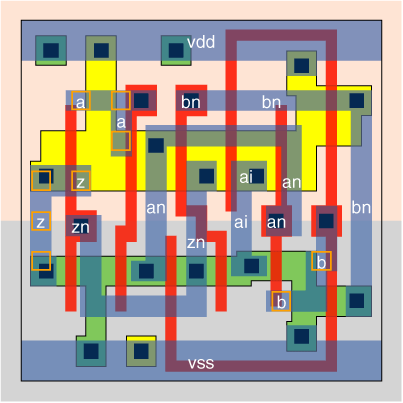 vdd
a bn bn
a
z ai an
an bn
z zn ai an
zn
b
b
vss